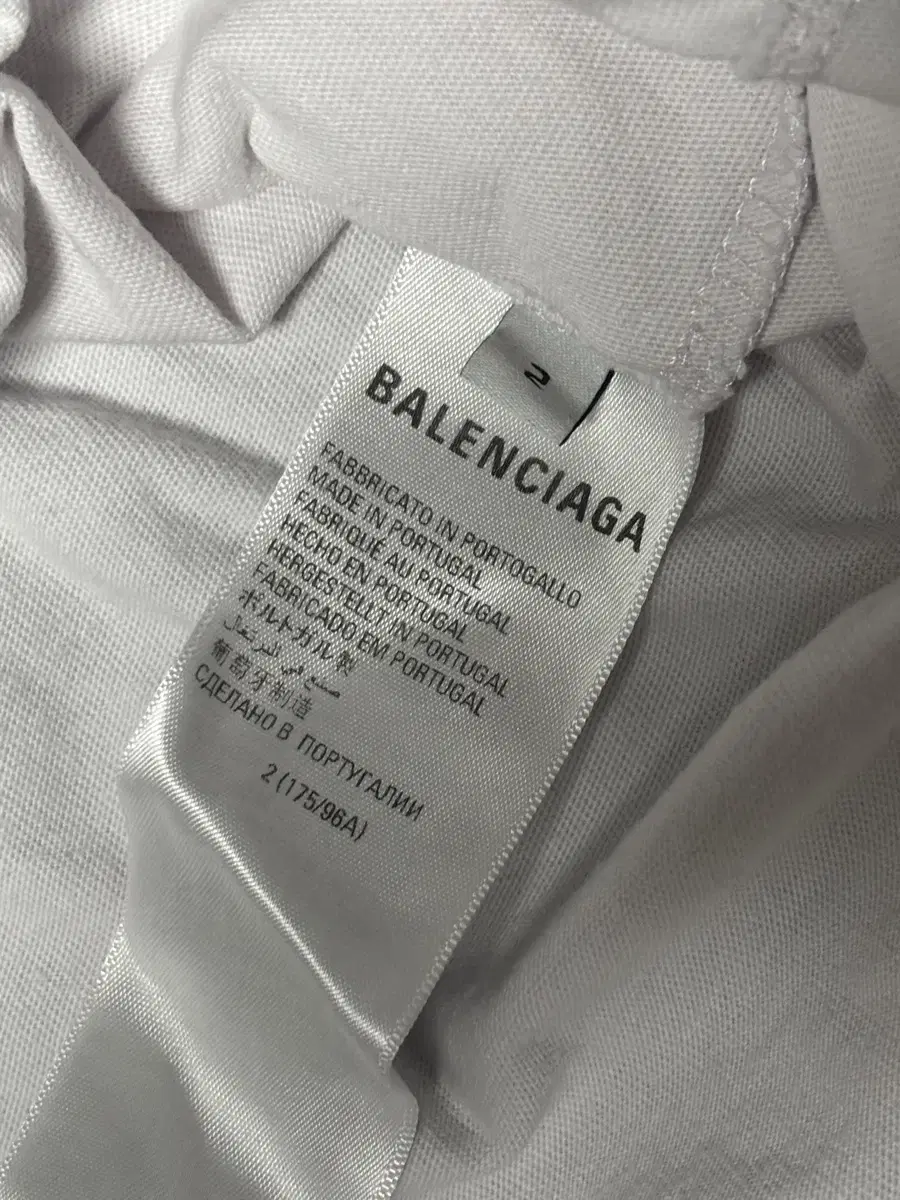 2
BALENCIAGA
FABBRICATO IN PORTOGALLO
MADE IN PORTUGAL
FABRIQUÉ AU PORTUGAL
HECHO EN PORTUGAL
HERGESTELLT IN PORTUGAL
FABRICADO EM PORTUGAL
ポルトガル製
صنع في البرتغال
葡萄牙制造
СДЕЛАНО В ПОРТУГАЛИИ
2 (175/96A)